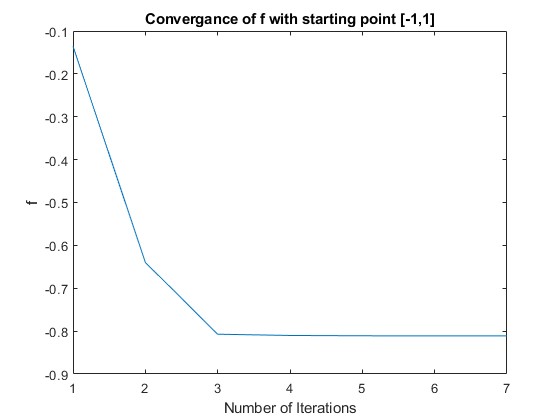 Convergance of f with starting point [-1,1]
-0.1
-0.2
-0.3
-0.4
-0.5
-0.6
-0.7
-0.8
-0.9
f
1 2 3 4 5 6 7
Number of Iterations